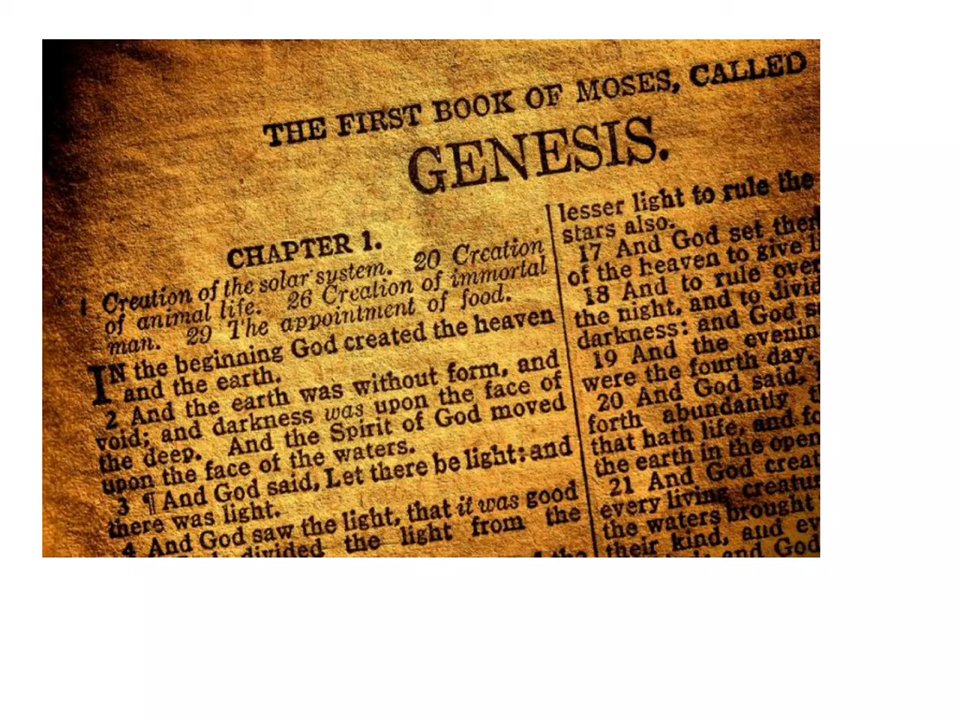 THE FIRST BOOK OF MOSES, CALLED
GENESIS.
CHAPTER 1.
1 Creation of the solar system. 20 Creation
of animal life. 26 Creation of immortal
man. 29 The appointment of food.
IN the beginning God created the heaven
and the earth.
2 And the earth was without form, and
void; and darkness was upon the face of
the deep. And the Spirit of God moved
upon the face of the waters.
3 ¶ And God said, Let there be light: and
there was light.
4 And God saw the light, that it was good
divided the light from the
of the
lesser light to rule the
stars also.
17 And God set
of the heaven to give
18 And to rule over
the night, and to
darkness: and God
19 And the
were the fourth day.
20 And God said,
forth abundantly
that hath life, and
the earth in the open
21 And God
every living
the waters brought
their kind, and
and God